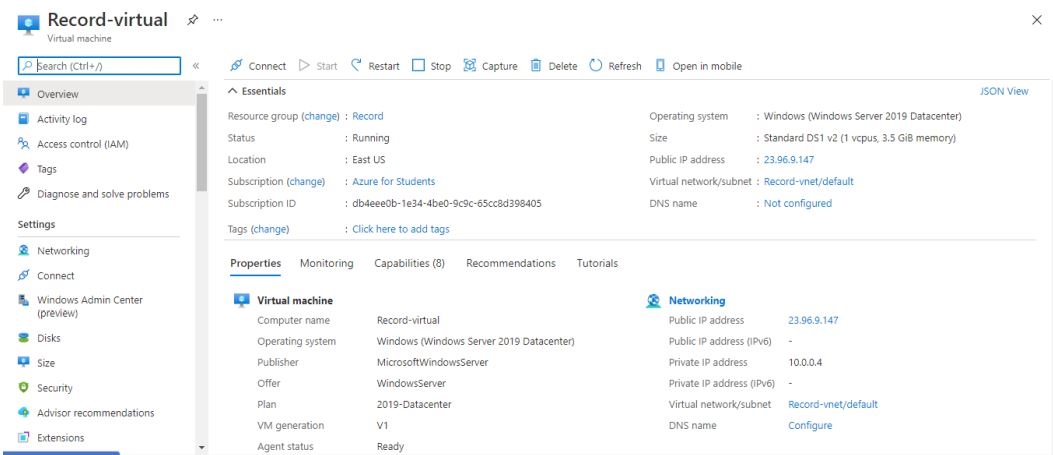 Record-virtual
Virtual machine
Search (Ctrl+/)
«
Overview
Activity log
Access control (IAM)
Tags
Diagnose and solve problems
Settings
Networking
Connect
Windows Admin Center
(preview)
Disks
Size
Security
Advisor recommendations
Extensions
Connect Start Restart Stop Capture Delete Refresh Open in mobile
Essentials JSON View
Resource group (change) : Record
Status : Running
Location : East US
Subscription (change) : Azure for Students
Subscription ID : db4eee0b-1e34-4be0-9c9c-65cc8d398405
Tags (change) : Click here to add tags
Operating system : Windows (Windows Server 2019 Datacenter)
Size : Standard DS1 v2 (1 vcpus, 3.5 GiB memory)
Public IP address : 23.96.9.147
Virtual network/subnet : Record-vnet/default
DNS name : Not configured
Properties Monitoring Capabilities (8) Recommendations Tutorials
Virtual machine
Computer name Record-virtual
Operating system Windows (Windows Server 2019 Datacenter)
Publisher MicrosoftWindowsServer
Offer WindowsServer
Plan 2019-Datacenter
VM generation V1
Agent status Ready
Networking
Public IP address 23.96.9.147
Public IP address (IPv6) -
Private IP address 10.0.0.4
Private IP address (IPv6) -
Virtual network/subnet Record-vnet/default
DNS name Configure